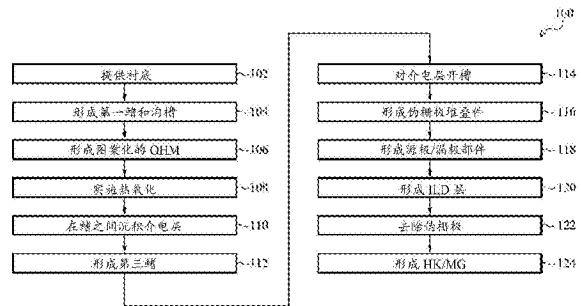 100
提供衬底 102
形成第一鳍和沟槽 104
形成图案化的 OHM 106
实施热氧化 108
在鳍之间沉积介电层 110
形成第三鳍 112
对介电层开槽 114
形成伪栅极堆叠件 116
形成源极/漏极部件 118
形成 ILD 层 120
去除伪栅极 122
形成 HK/MG 124